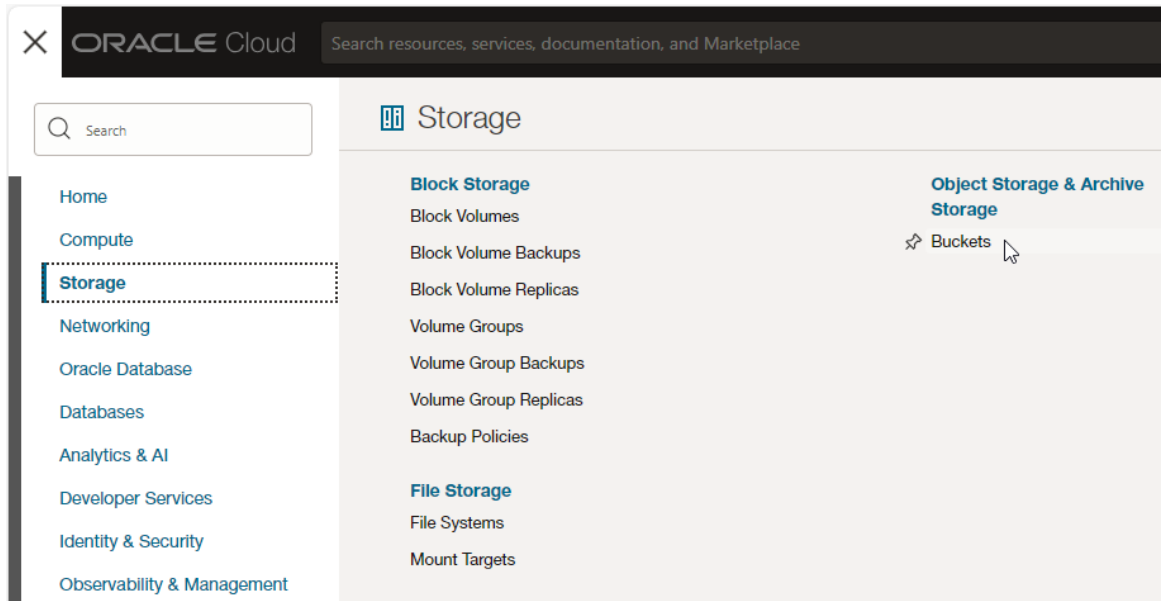 ORACLE Cloud
Search resources, services, documentation, and Marketplace
Search
Home
Compute
Storage
Networking
Oracle Database
Databases
Analytics & AI
Developer Services
Identity & Security
Observability & Management
Storage
Block Storage
Block Volumes
Block Volume Backups
Block Volume Replicas
Volume Groups
Volume Group Backups
Volume Group Replicas
Backup Policies
File Storage
File Systems
Mount Targets
Object Storage & Archive
Storage
Buckets